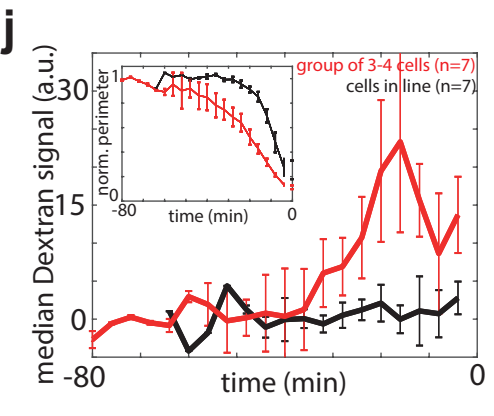 j
median Dextran signal (a.u.)
30
15
0
-80
time (min)
0
group of 3-4 cells (n=7)
cells in line (n=7)
norm. perimeter
1
0
-80
time (min)
0